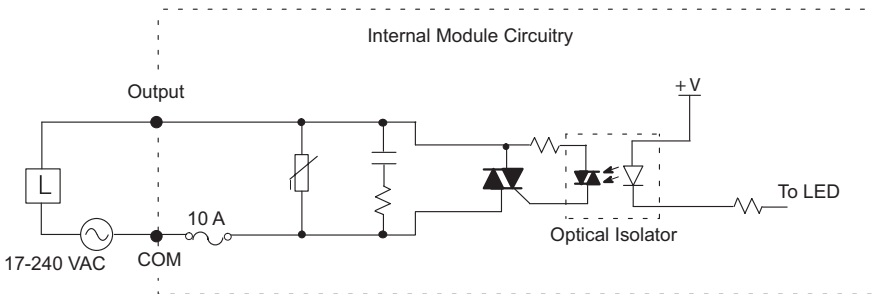 Internal Module Circuitry
Output
+V
L
10 A
To LED
Optical Isolator
17-240 VAC
COM